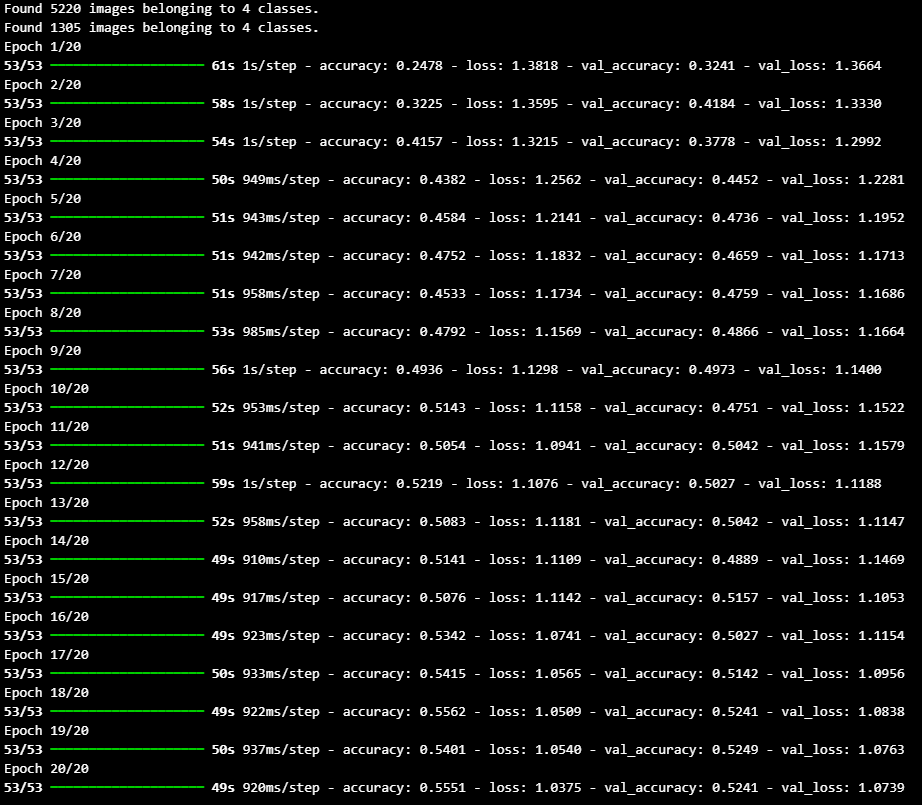 Found 5220 images belonging to 4 classes.
Found 1305 images belonging to 4 classes.
Epoch 1/20
53/53 ━━━━━━━━━━━━━━━━━━━━ 61s 1s/step - accuracy: 0.2478 - loss: 1.3818 - val_accuracy: 0.3241 - val_loss: 1.3664
Epoch 2/20
53/53 ━━━━━━━━━━━━━━━━━━━━ 58s 1s/step - accuracy: 0.3225 - loss: 1.3595 - val_accuracy: 0.4184 - val_loss: 1.3330
Epoch 3/20
53/53 ━━━━━━━━━━━━━━━━━━━━ 54s 1s/step - accuracy: 0.4157 - loss: 1.3215 - val_accuracy: 0.3778 - val_loss: 1.2992
Epoch 4/20
53/53 ━━━━━━━━━━━━━━━━━━━━ 50s 949ms/step - accuracy: 0.4382 - loss: 1.2562 - val_accuracy: 0.4452 - val_loss: 1.2281
Epoch 5/20
53/53 ━━━━━━━━━━━━━━━━━━━━ 51s 943ms/step - accuracy: 0.4584 - loss: 1.2141 - val_accuracy: 0.4736 - val_loss: 1.1952
Epoch 6/20
53/53 ━━━━━━━━━━━━━━━━━━━━ 51s 942ms/step - accuracy: 0.4752 - loss: 1.1832 - val_accuracy: 0.4659 - val_loss: 1.1713
Epoch 7/20
53/53 ━━━━━━━━━━━━━━━━━━━━ 51s 958ms/step - accuracy: 0.4533 - loss: 1.1734 - val_accuracy: 0.4759 - val_loss: 1.1686
Epoch 8/20
53/53 ━━━━━━━━━━━━━━━━━━━━ 53s 985ms/step - accuracy: 0.4792 - loss: 1.1569 - val_accuracy: 0.4866 - val_loss: 1.1664
Epoch 9/20
53/53 ━━━━━━━━━━━━━━━━━━━━ 56s 1s/step - accuracy: 0.4936 - loss: 1.1298 - val_accuracy: 0.4973 - val_loss: 1.1400
Epoch 10/20
53/53 ━━━━━━━━━━━━━━━━━━━━ 52s 953ms/step - accuracy: 0.5143 - loss: 1.1158 - val_accuracy: 0.4751 - val_loss: 1.1522
Epoch 11/20
53/53 ━━━━━━━━━━━━━━━━━━━━ 51s 941ms/step - accuracy: 0.5054 - loss: 1.0941 - val_accuracy: 0.5042 - val_loss: 1.1579
Epoch 12/20
53/53 ━━━━━━━━━━━━━━━━━━━━ 59s 1s/step - accuracy: 0.5219 - loss: 1.1076 - val_accuracy: 0.5027 - val_loss: 1.1188
Epoch 13/20
53/53 ━━━━━━━━━━━━━━━━━━━━ 52s 958ms/step - accuracy: 0.5083 - loss: 1.1181 - val_accuracy: 0.5042 - val_loss: 1.1147
Epoch 14/20
53/53 ━━━━━━━━━━━━━━━━━━━━ 49s 910ms/step - accuracy: 0.5141 - loss: 1.1109 - val_accuracy: 0.4889 - val_loss: 1.1469
Epoch 15/20
53/53 ━━━━━━━━━━━━━━━━━━━━ 49s 917ms/step - accuracy: 0.5076 - loss: 1.1142 - val_accuracy: 0.5157 - val_loss: 1.1053
Epoch 16/20
53/53 ━━━━━━━━━━━━━━━━━━━━ 49s 923ms/step - accuracy: 0.5342 - loss: 1.0741 - val_accuracy: 0.5027 - val_loss: 1.1154
Epoch 17/20
53/53 ━━━━━━━━━━━━━━━━━━━━ 50s 933ms/step - accuracy: 0.5415 - loss: 1.0565 - val_accuracy: 0.5142 - val_loss: 1.0956
Epoch 18/20
53/53 ━━━━━━━━━━━━━━━━━━━━ 49s 922ms/step - accuracy: 0.5562 - loss: 1.0509 - val_accuracy: 0.5241 - val_loss: 1.0838
Epoch 19/20
53/53 ━━━━━━━━━━━━━━━━━━━━ 50s 937ms/step - accuracy: 0.5401 - loss: 1.0540 - val_accuracy: 0.5249 - val_loss: 1.0763
Epoch 20/20
53/53 ━━━━━━━━━━━━━━━━━━━━ 49s 920ms/step - accuracy: 0.5551 - loss: 1.0375 - val_accuracy: 0.5241 - val_loss: 1.0739